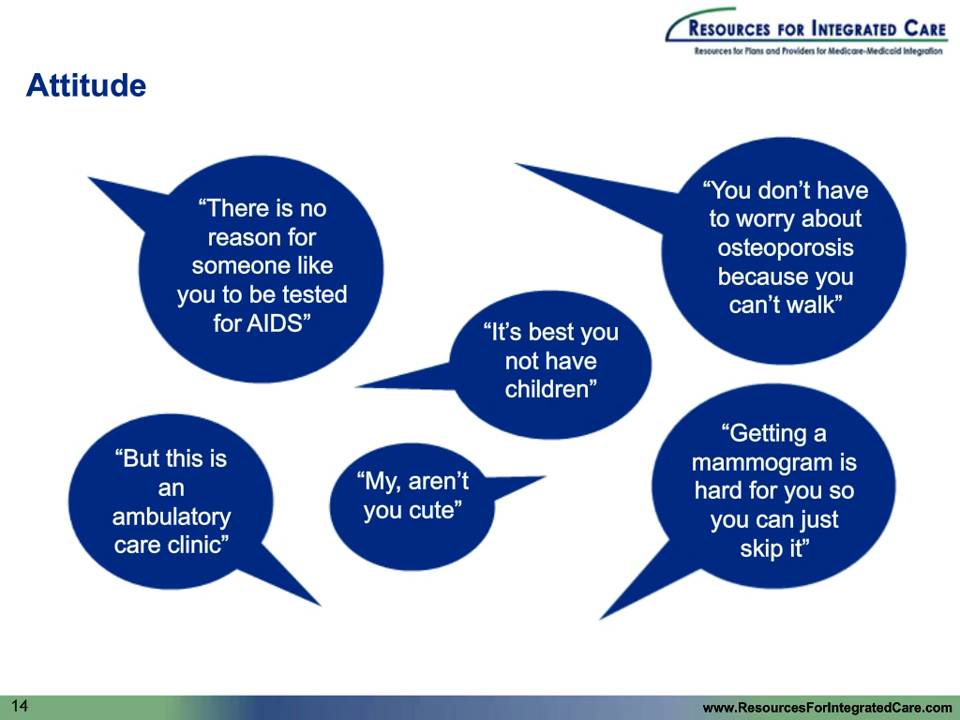 RESOURCES FOR INTEGRATED CARE
Resources for Plans and Providers for Medicare-Medicaid Integration
Attitude
“There is no
reason for
someone like
you to be tested
for AIDS”
“You don’t have
to worry about
osteoporosis
because you
can’t walk”
“It’s best you
not have
children”
“But this is
an
ambulatory
care clinic”
“My, aren’t
you cute”
“Getting a
mammogram is
hard for you so
you can just
skip it”
14
www.ResourcesForIntegratedCare.com